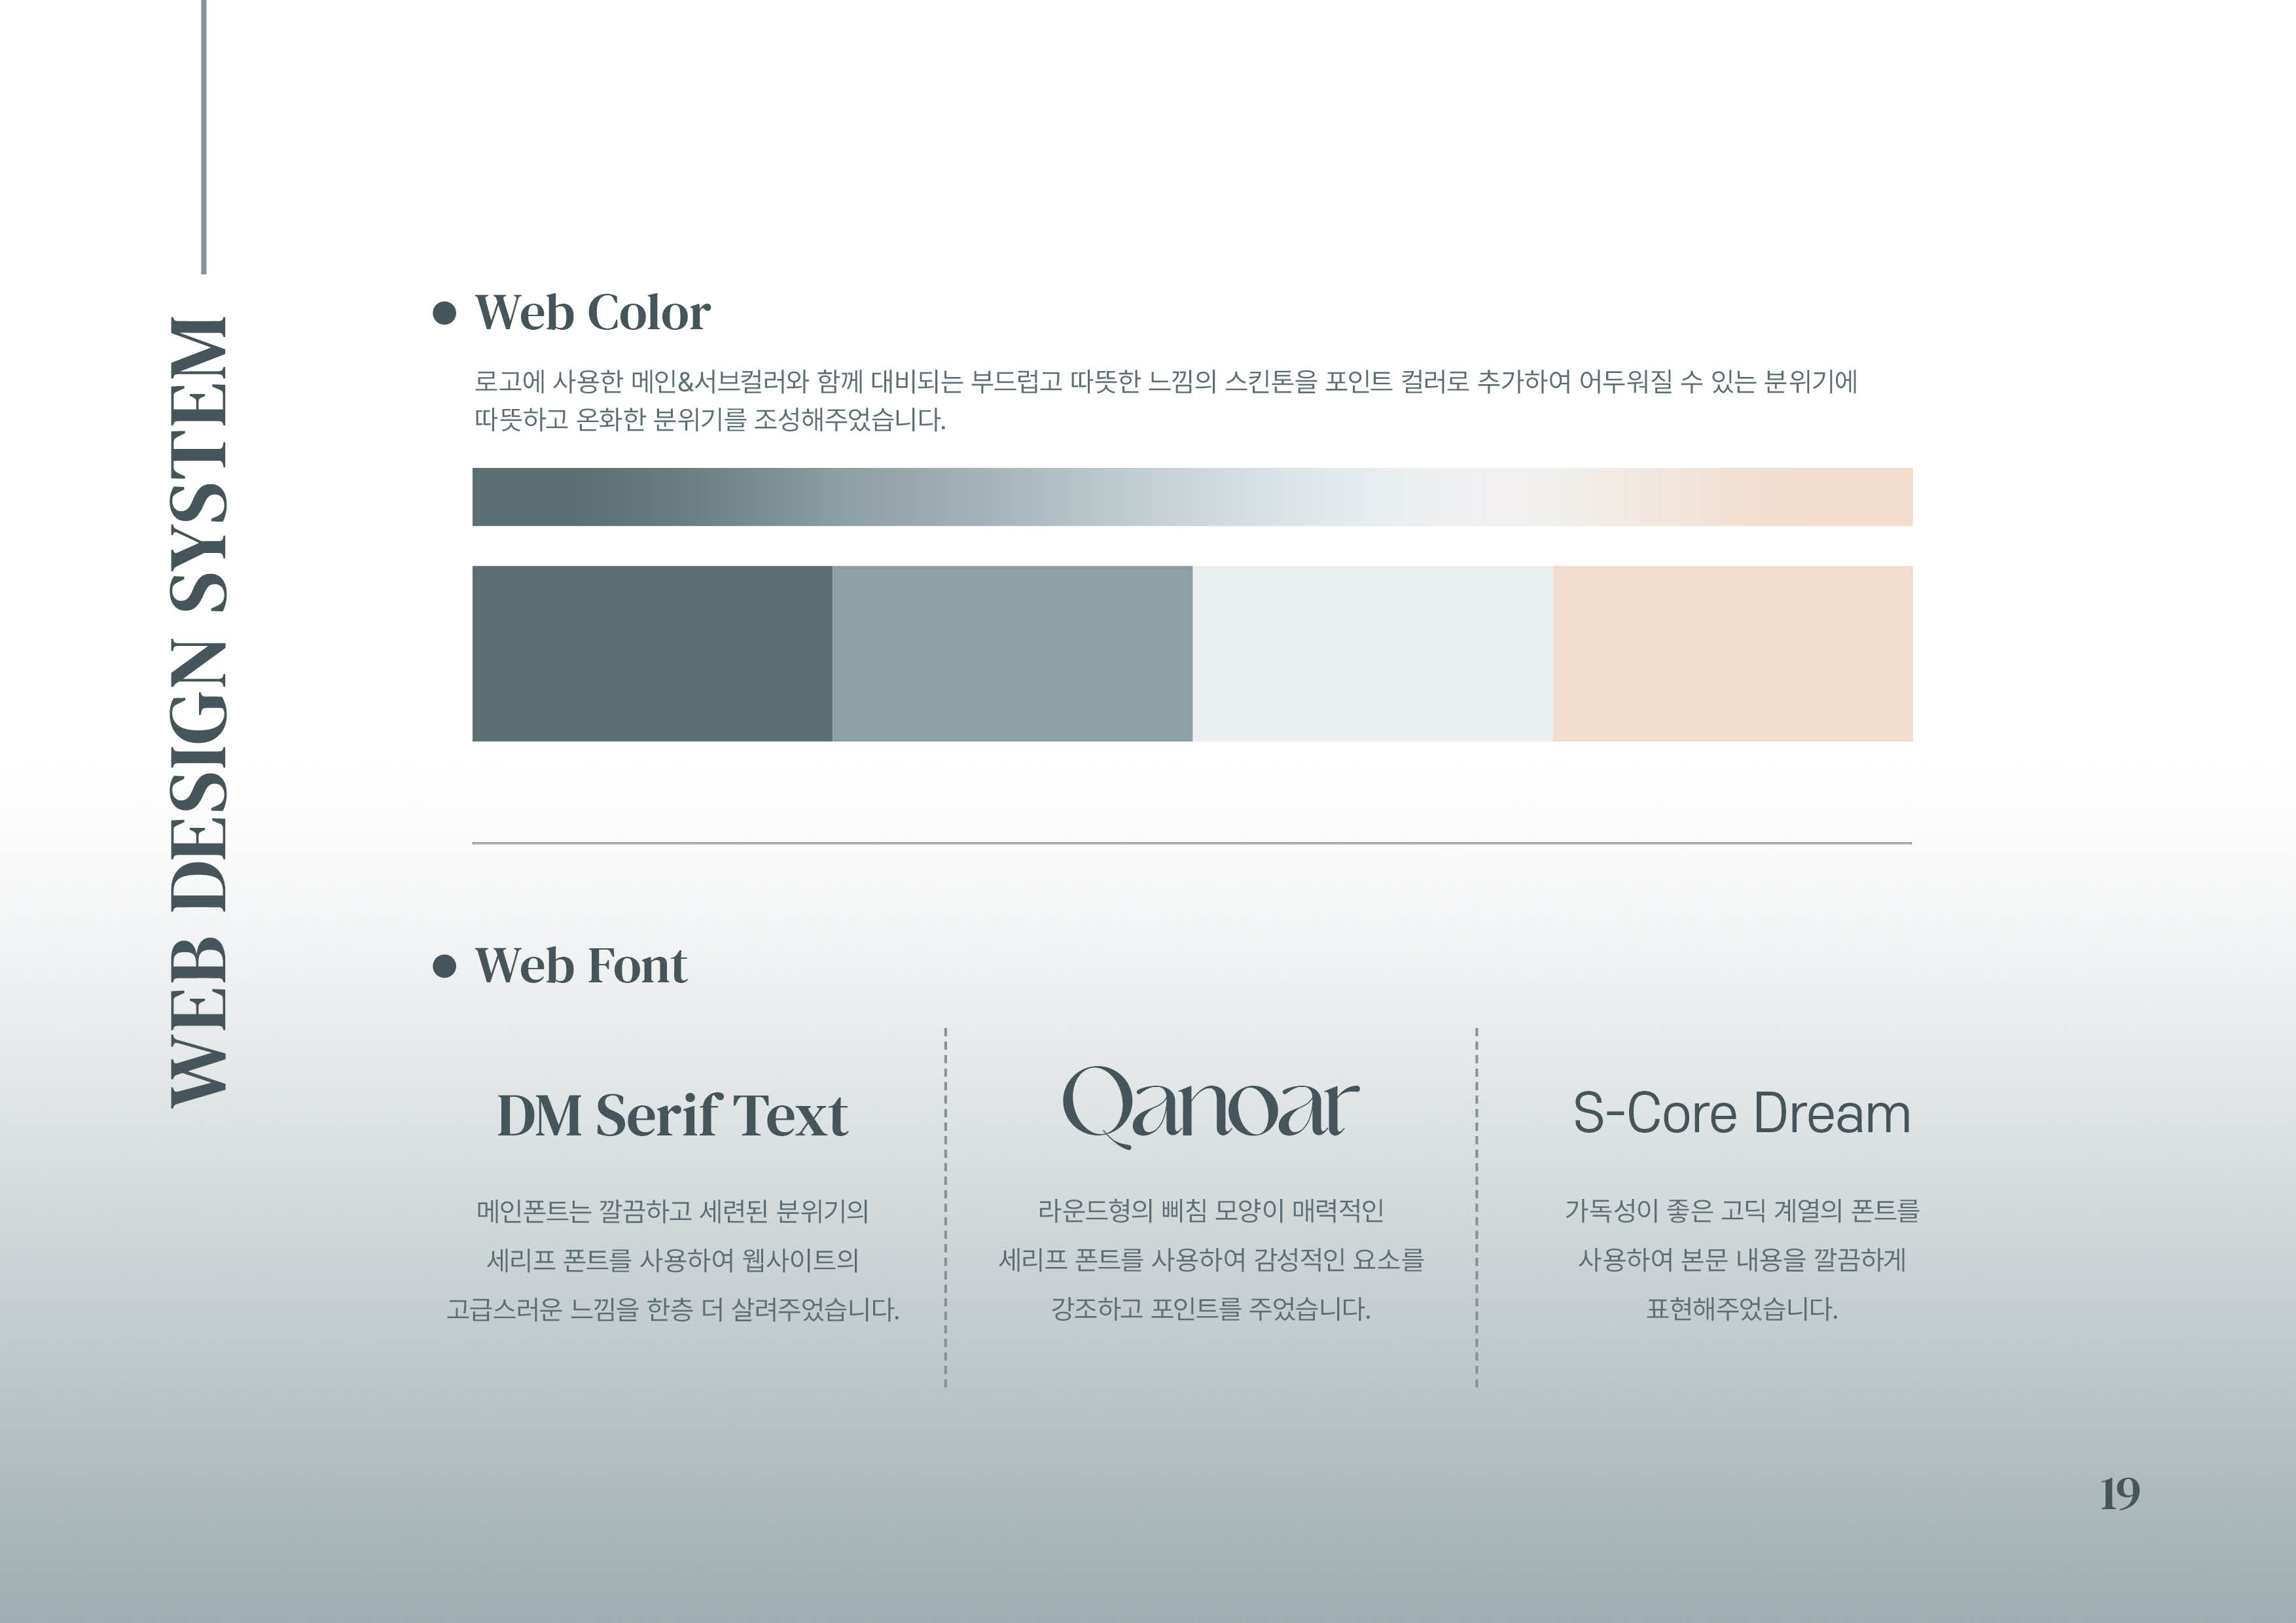 WEB DESIGN SYSTEM
Web Color
로고에 사용한 메인&서브컬러와 함께 대비되는 부드럽고 따뜻한 느낌의 스킨톤을 포인트 컬러로 추가하여 어두워질 수 있는 분위기에
따뜻하고 온화한 분위기를 조성해주었습니다.
Web Font
DM Serif Text
메인폰트는 깔끔하고 세련된 분위기의
세리프 폰트를 사용하여 웹사이트의
고급스러운 느낌을 한층 더 살려주었습니다.
Qanoar
라운드형의 삐침 모양이 매력적인
세리프 폰트를 사용하여 감성적인 요소를
강조하고 포인트를 주었습니다.
S-Core Dream
가독성이 좋은 고딕 계열의 폰트를
사용하여 본문 내용을 깔끔하게
표현해주었습니다.
19